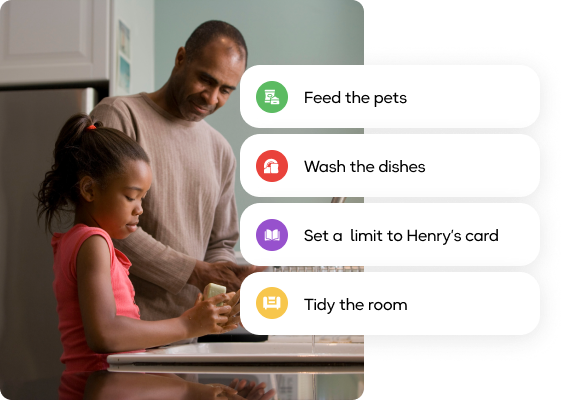 Feed the pets
Wash the dishes
Set a  limit to Henry's card
Tidy the room